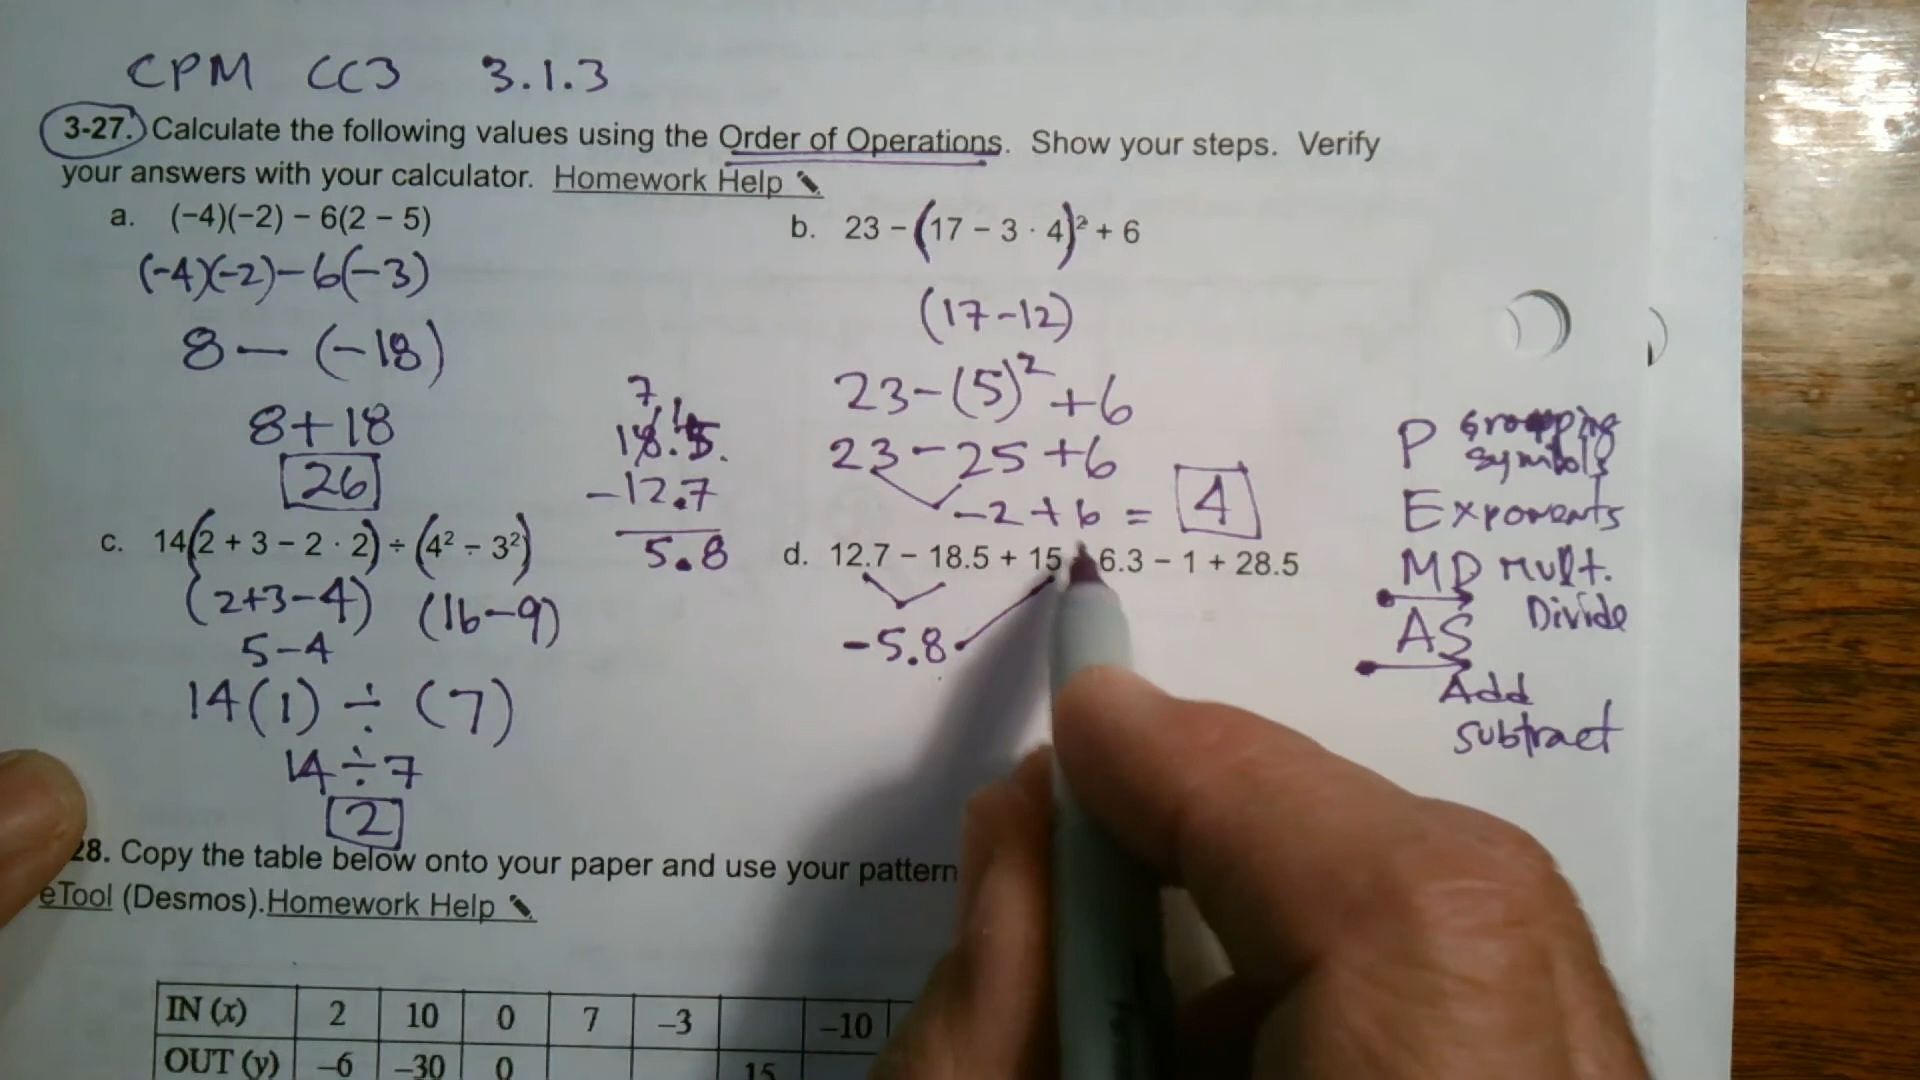 CPM CC3 3.1.3
3-27. Calculate the following values using the Order of Operations. Show your steps. Verify
your answers with your calculator. Homework Help
a. (−4)(−2) − 6(2 − 5)
(-4)(-2)-6(-3)
8 — (-18)
8+18
26
b. 23 − (17 − 3 · 4)² + 6
(17-12)
23-(5)² +6
23-25+6
-2+6 = 4
7
18.5
-12.7
5.8
c. 14(2 + 3 − 2 · 2) ÷ (4² − 3²)
(2+3-4) (16-9)
5-4
14(1) ÷ (7)
14÷7
2
d. 12.7 − 18.5 + 15 6.3 − 1 + 28.5
-5.8
P Grouping
symbols
Exponents
MD Mult.
Divide
AS
Add
subtract
28. Copy the table below onto your paper and use your pattern
eTool (Desmos).Homework Help
IN (x) 2 10 0 7 −3 −10
OUT (y) −6 −30 0 15